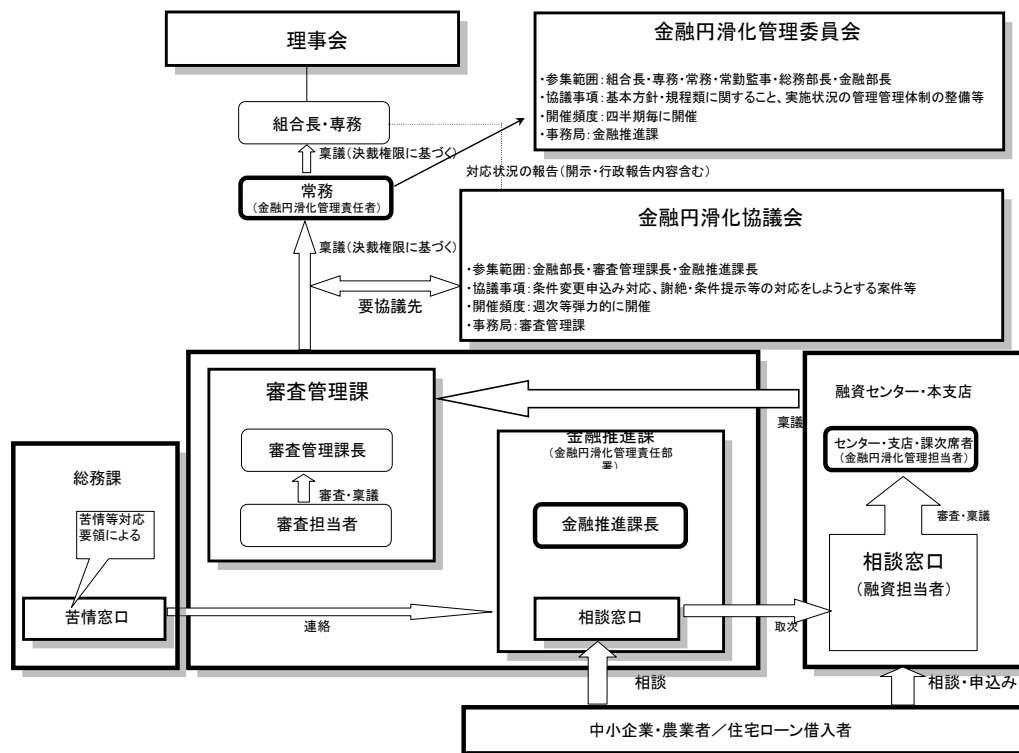 理事会
金融円滑化管理委員会
・参集範囲：組合長・専務・常務・常勤監事・総務部長・金融部長
・協議事項：基本方針・規程類に関すること、実施状況の管理管理体制の整備等
・開催頻度：四半期毎に開催
・事務局：金融推進課
組合長・専務
稟議（決裁権限に基づく）
対応状況の報告（開示・行政報告内容含む）
常務
（金融円滑化管理責任者）
金融円滑化協議会
・参集範囲：金融部長・審査管理課長・金融推進課長
・協議事項：条件変更申込み対応、謝絶・条件提示等の対応をしようとする案件等
・開催頻度：週次等弾力的に開催
・事務局：審査管理課
稟議（決裁権限に基づく）
要協議先
審査管理課
審査管理課長
審査・稟議
審査担当者
稟議
融資センター・本支店
センター・支店・課次席者
（金融円滑化管理担当者）
審査・稟議
相談窓口
（融資担当者）
金融推進課
（金融円滑化管理責任部
署）
金融推進課長
相談窓口
総務課
苦情等対応
要領による
苦情窓口
連絡
取次
相談
相談・申込み
中小企業・農業者／住宅ローン借入者